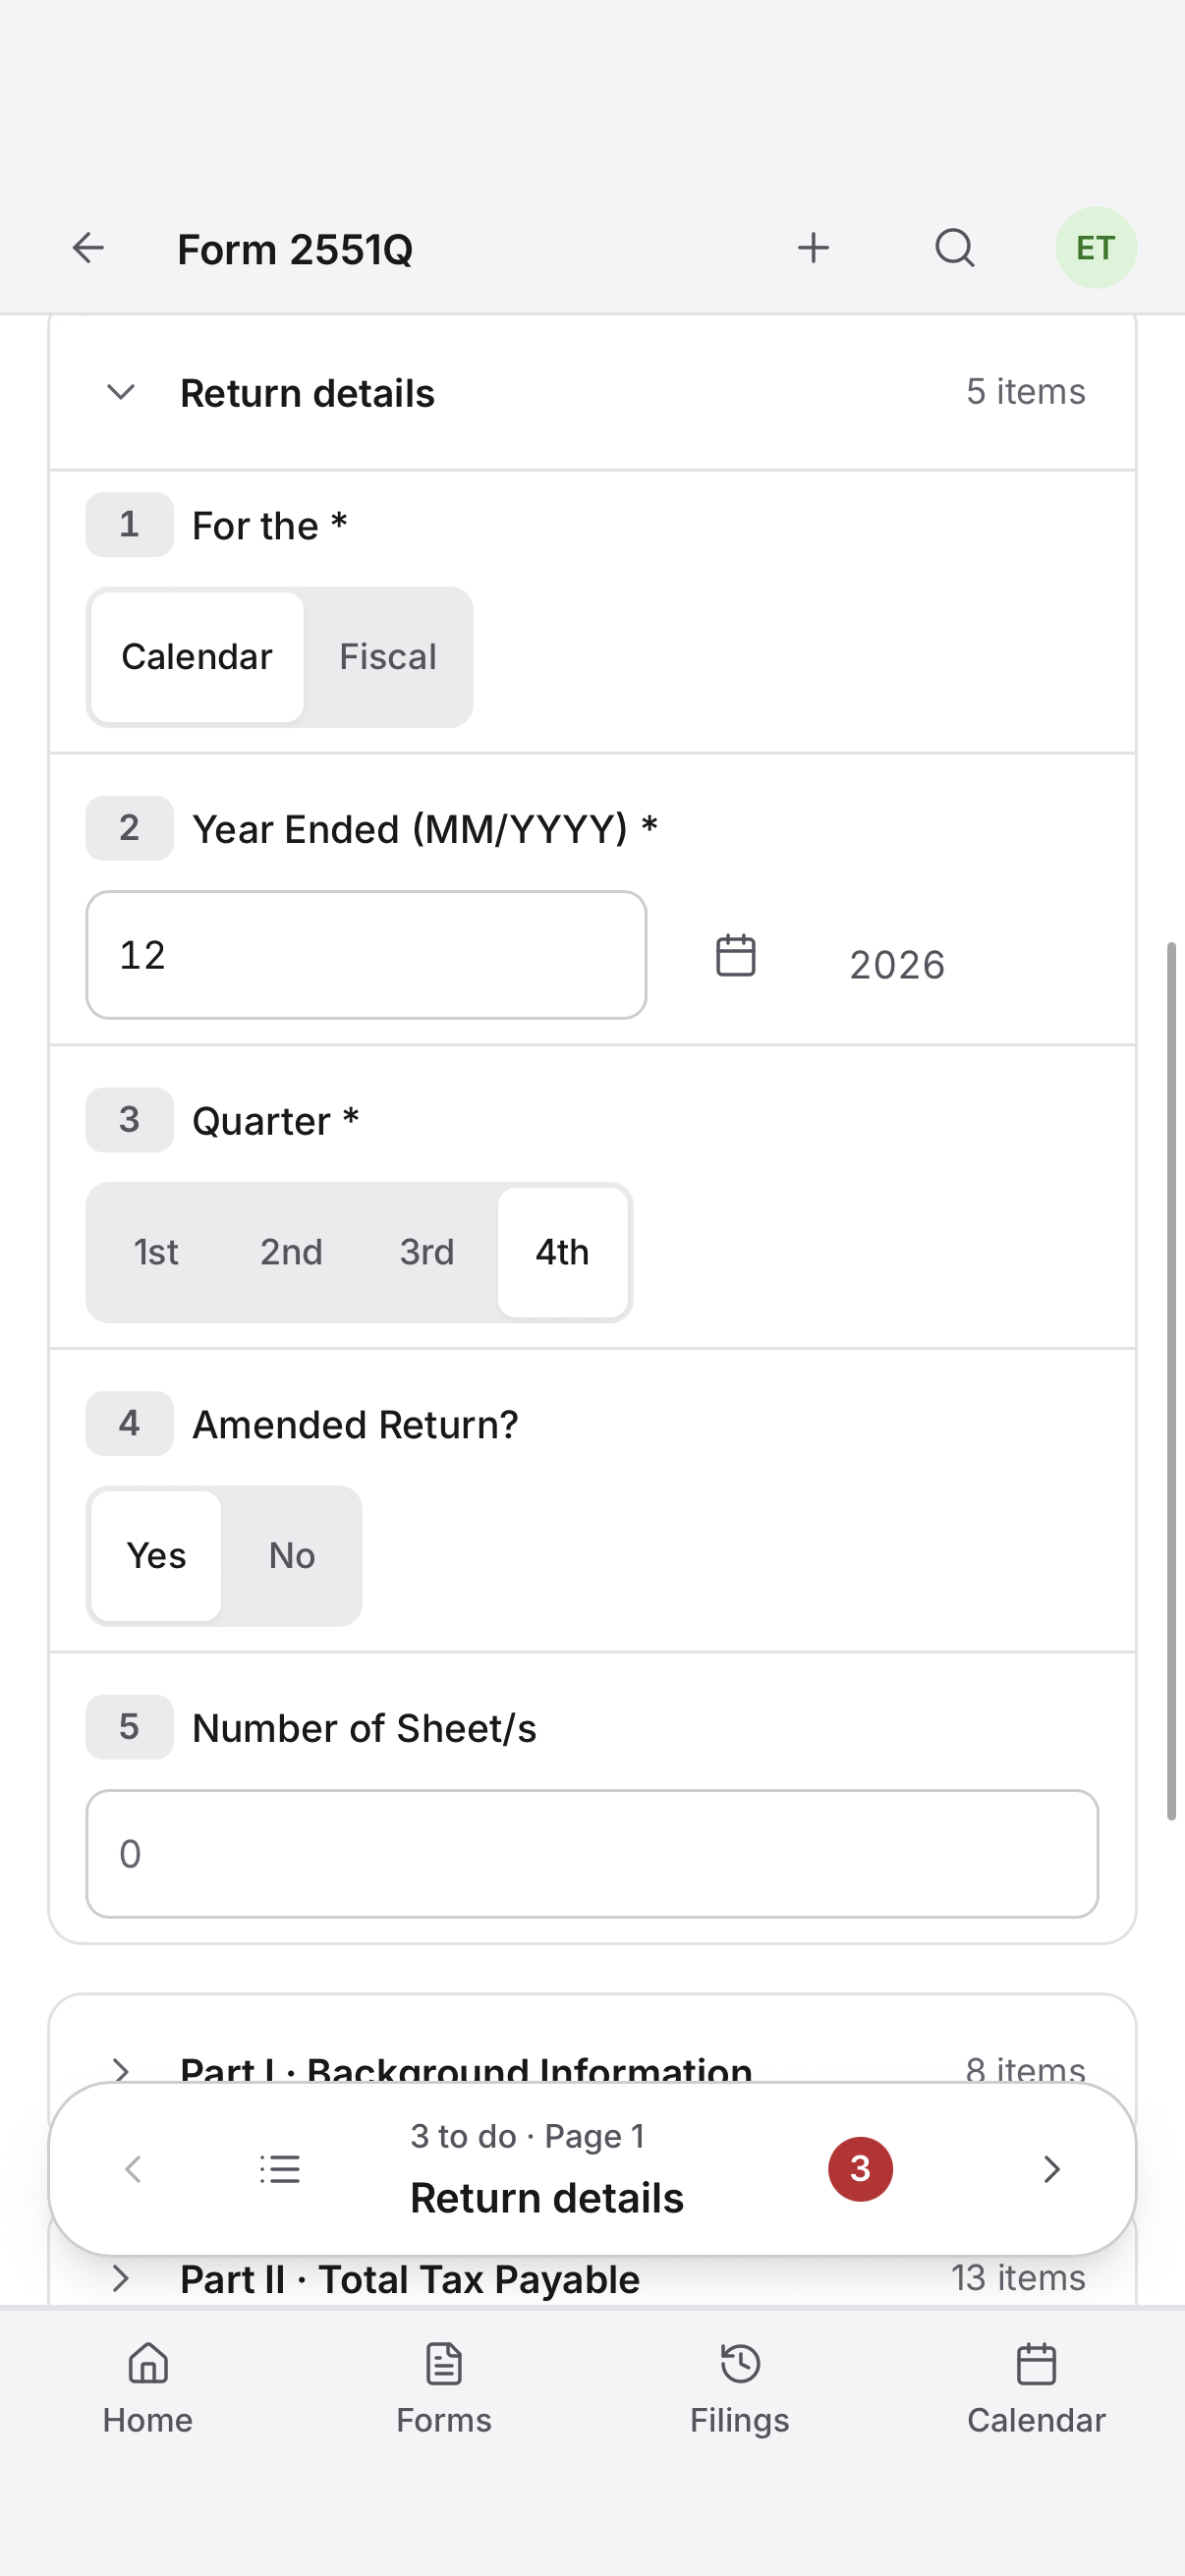 Form 2551Q
ET
Return details
5 items
1 For the *
Calendar Fiscal
2 Year Ended (MM/YYYY) *
12 2026
3 Quarter *
1st 2nd 3rd 4th
4 Amended Return?
Yes No
5 Number of Sheet/s
0
Part I · Background Information
8 items
3 to do · Page 1
Return details
3
Part II · Total Tax Payable
13 items
Home Forms Filings Calendar